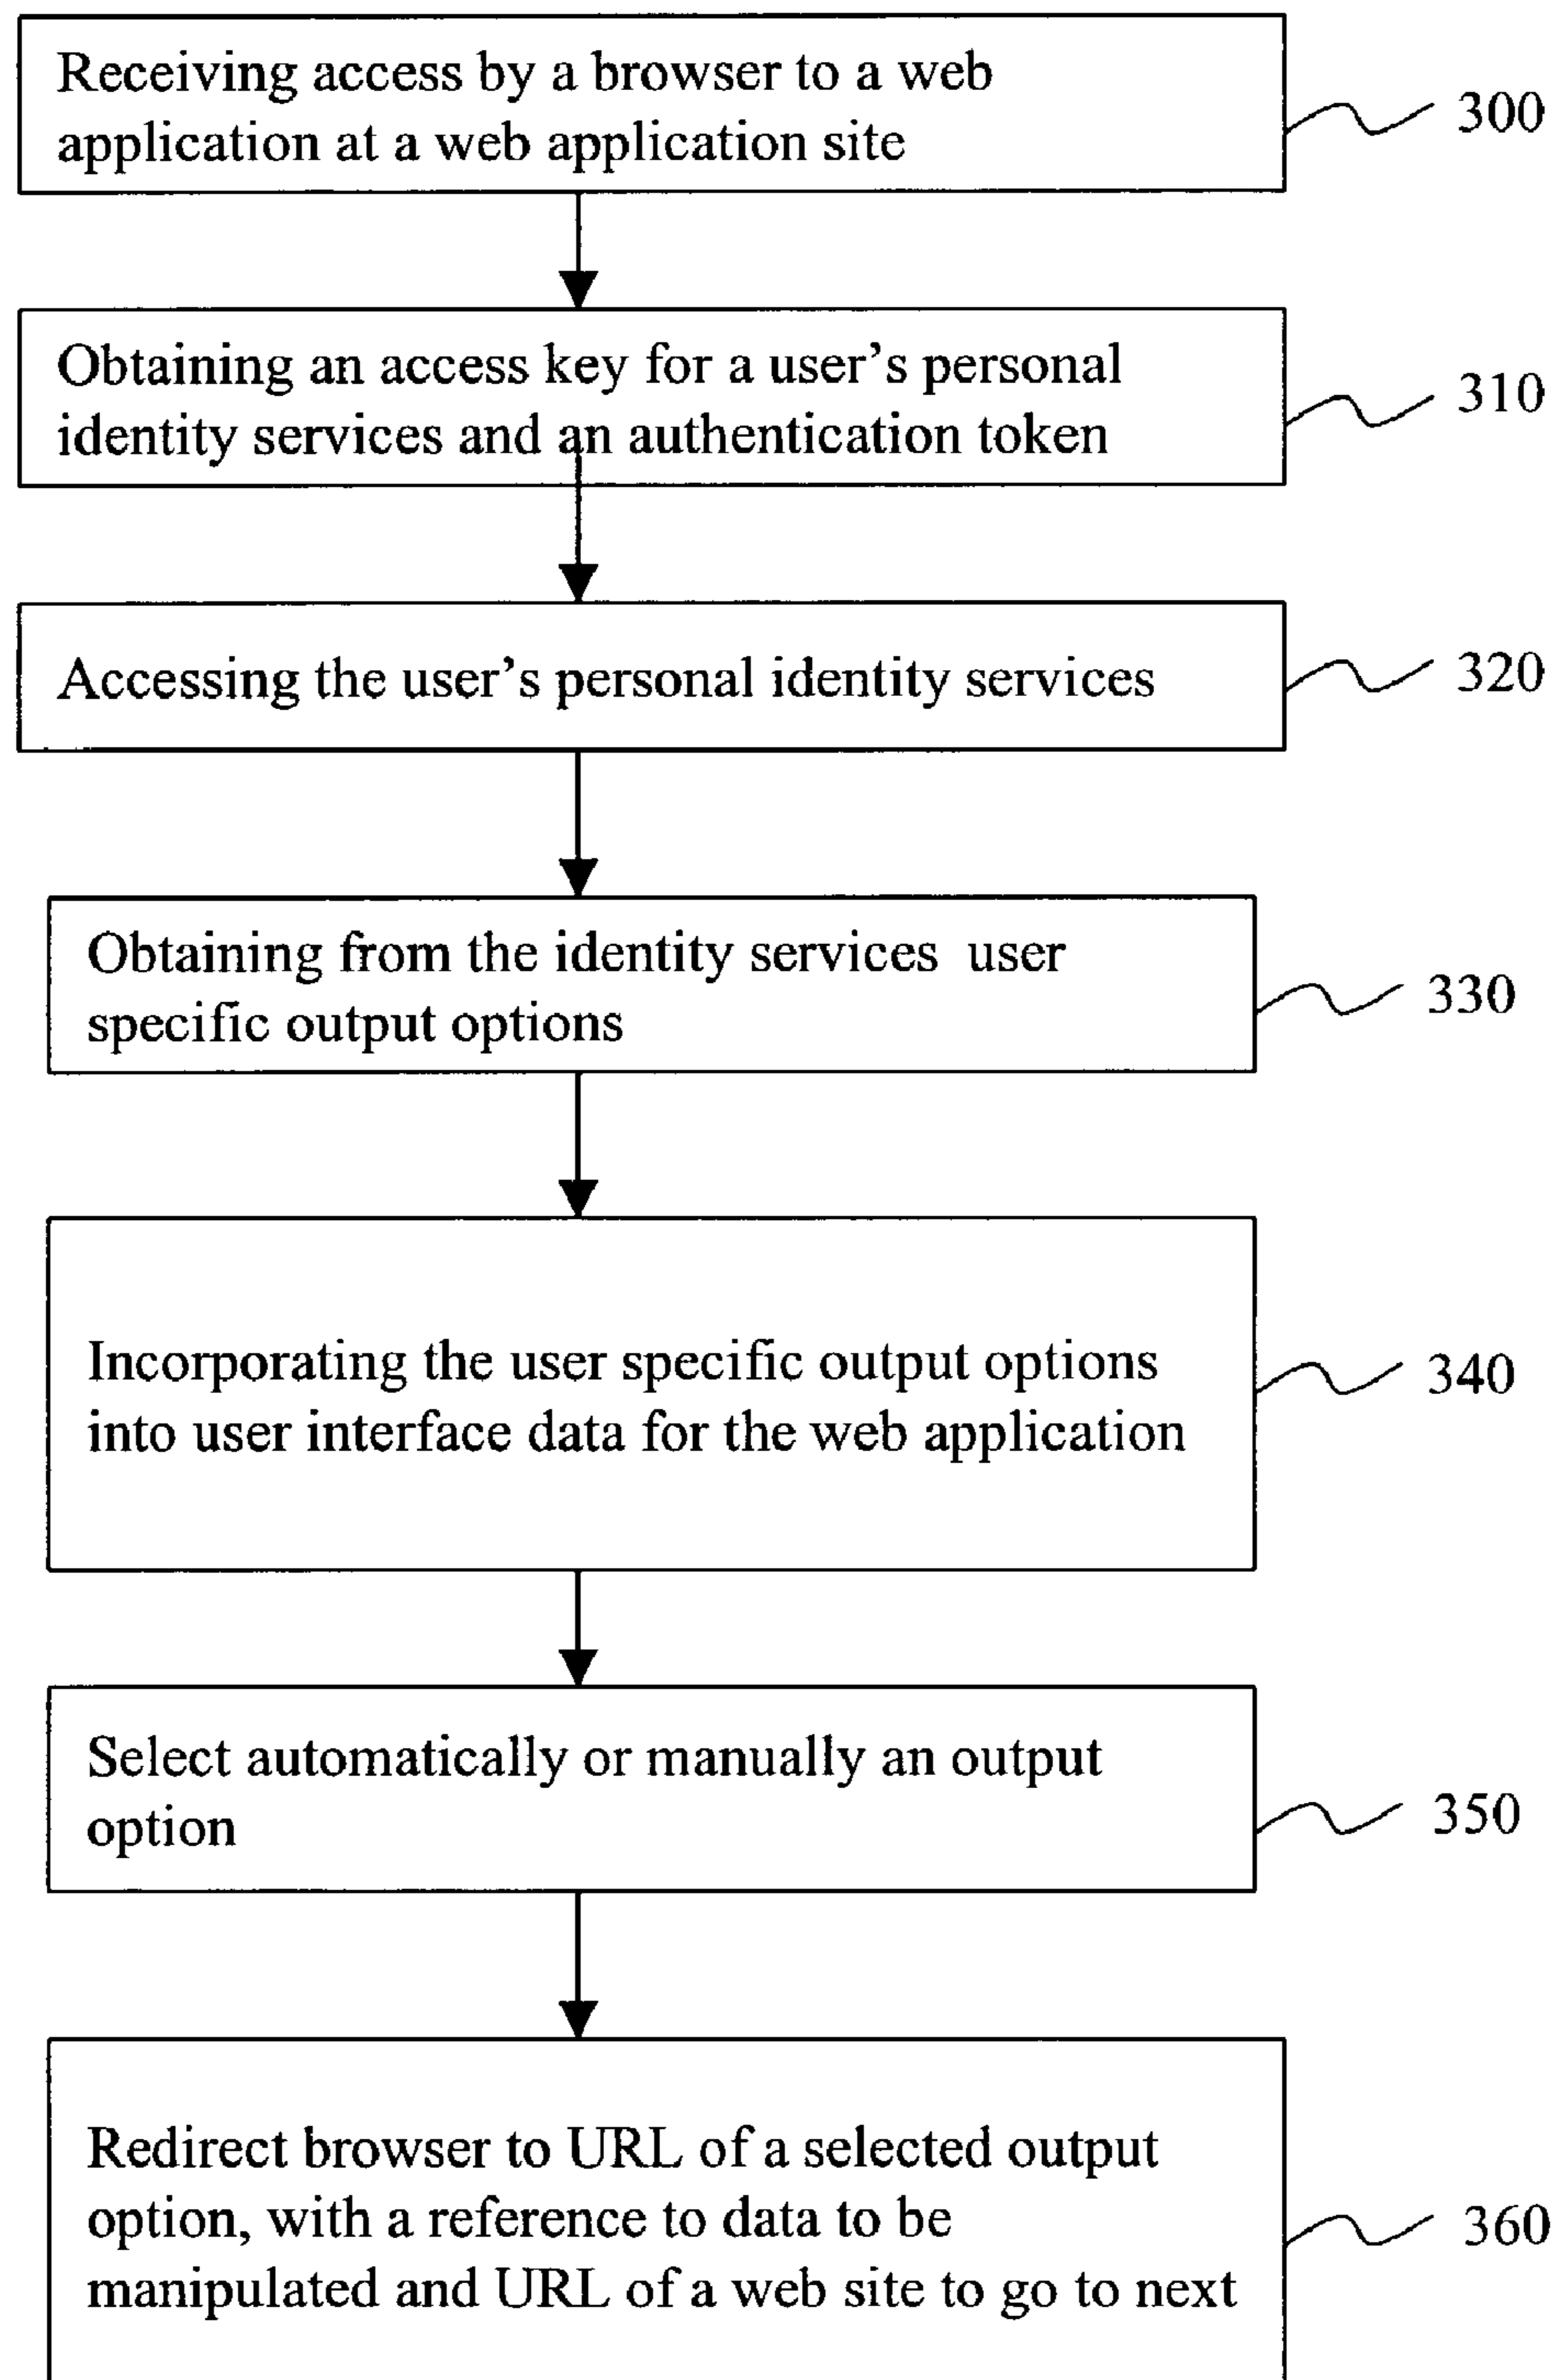 Receiving access by a browser to a web
application at a web application site
300
Obtaining an access key for a user's personal
identity services and an authentication token
310
Accessing the user's personal identity services
320
Obtaining from the identity services  user
specific output options
330
Incorporating the user specific output options
into user interface data for the web application
340
Select automatically or manually an output
option
350
Redirect browser to URL of a selected output
option, with a reference to data to be
manipulated and URL of a web site to go to next
360